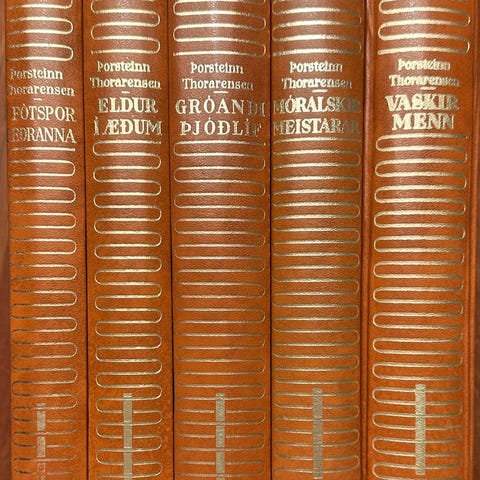 Þorsteinn
Thorarensen
FÓTSPOR
FEÐRANNA
Þorsteinn
Thorarensen
ELDUR
Í ÆÐUM
Þorsteinn
Thorarensen
GRÓANDI
ÞJÓÐLÍF
Þorsteinn
Thorarensen
MÓRALSKIR
MEISTARAR
Þorsteinn
Thorarensen
VASKIR
MENN